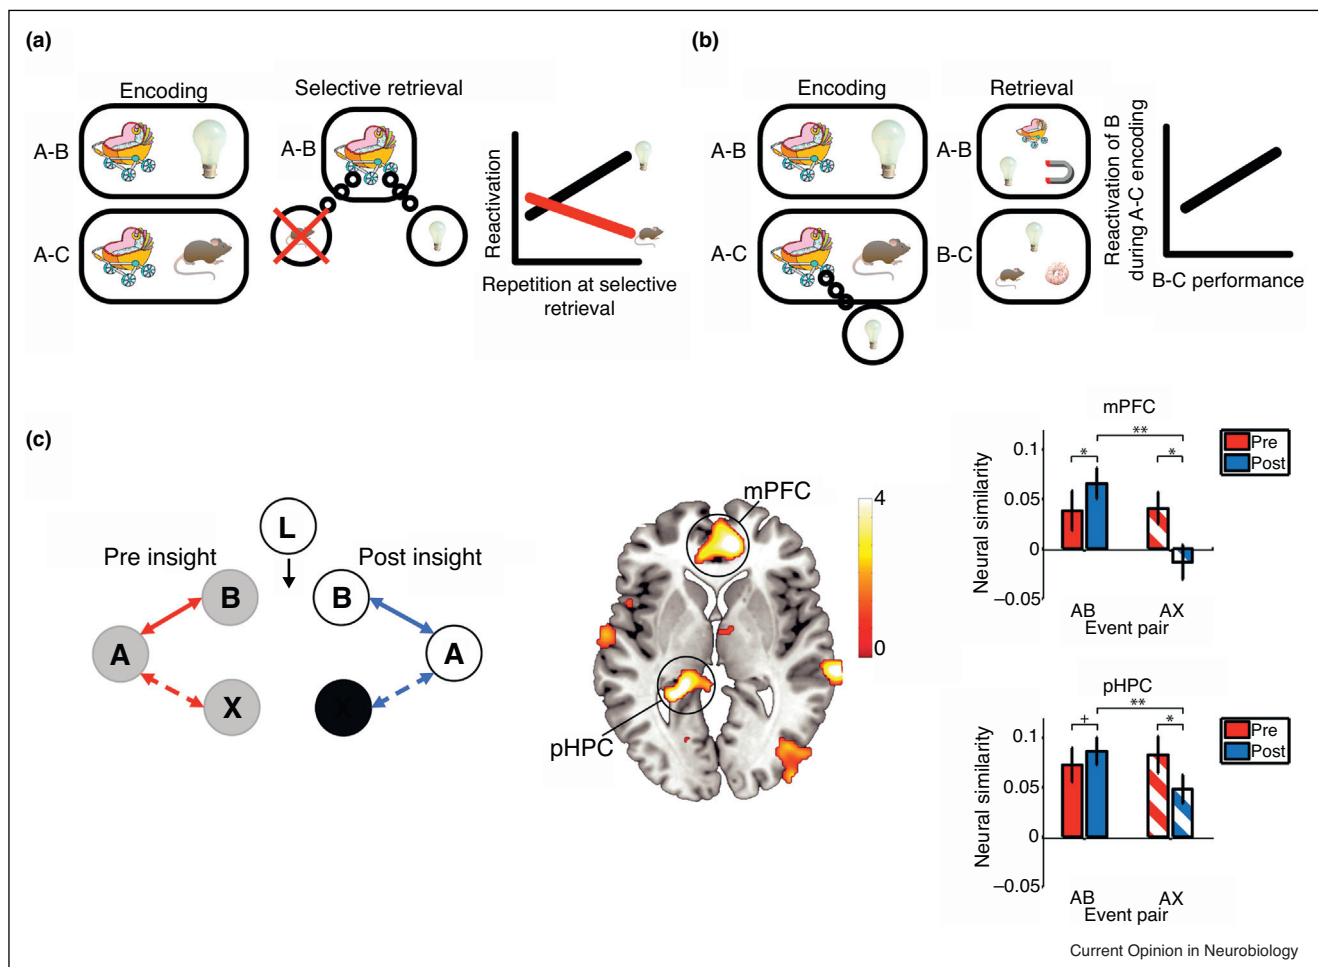 (a)
Encoding
Selective retrieval
A-B
A-B
A-C
Reactivation
Repetition at selective
retrieval
(b)
Encoding
Retrieval
A-B
A-B
A-C
B-C
Reactivation of B
during A-C encoding
B-C performance
(c)
Pre insight
L
Post insight
B
B
A
A
X
X
mPFC
pHPC
4
0
mPFC
Neural similarity
0.1
0.05
0
–0.05
*
**
*
Pre
Post
AB
AX
Event pair
pHPC
Neural similarity
0.1
0.05
0
–0.05
+
**
*
Pre
Post
AB
AX
Event pair
Current Opinion in Neurobiology